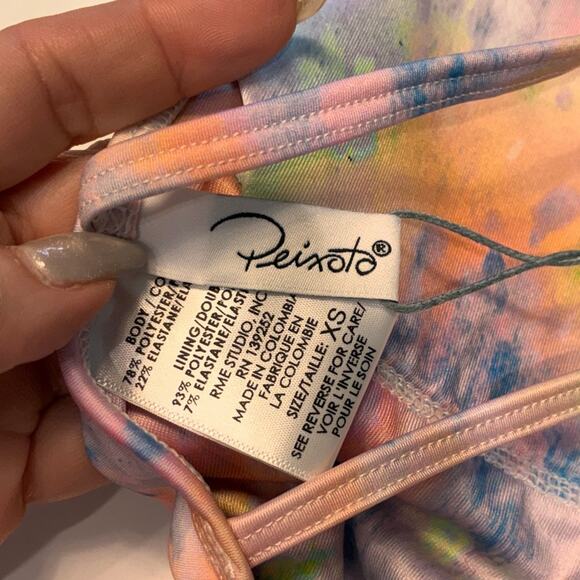 Peixoto®
BODY / CO
78% POLYESTER
22% ELASTANE/ELAST
LINING/DOUB
93% POLYESTER/POLY
7% ELASTANE/ELAST
RME STUDIO, INC
RN 139252
MADE IN COLOMBIA
FABRIQUE EN
LA COLOMBIE
SIZE/TAILLE: XS
SEE REVERSE FOR CARE/
VOIR L'INVERSE
POUR LE SOIN